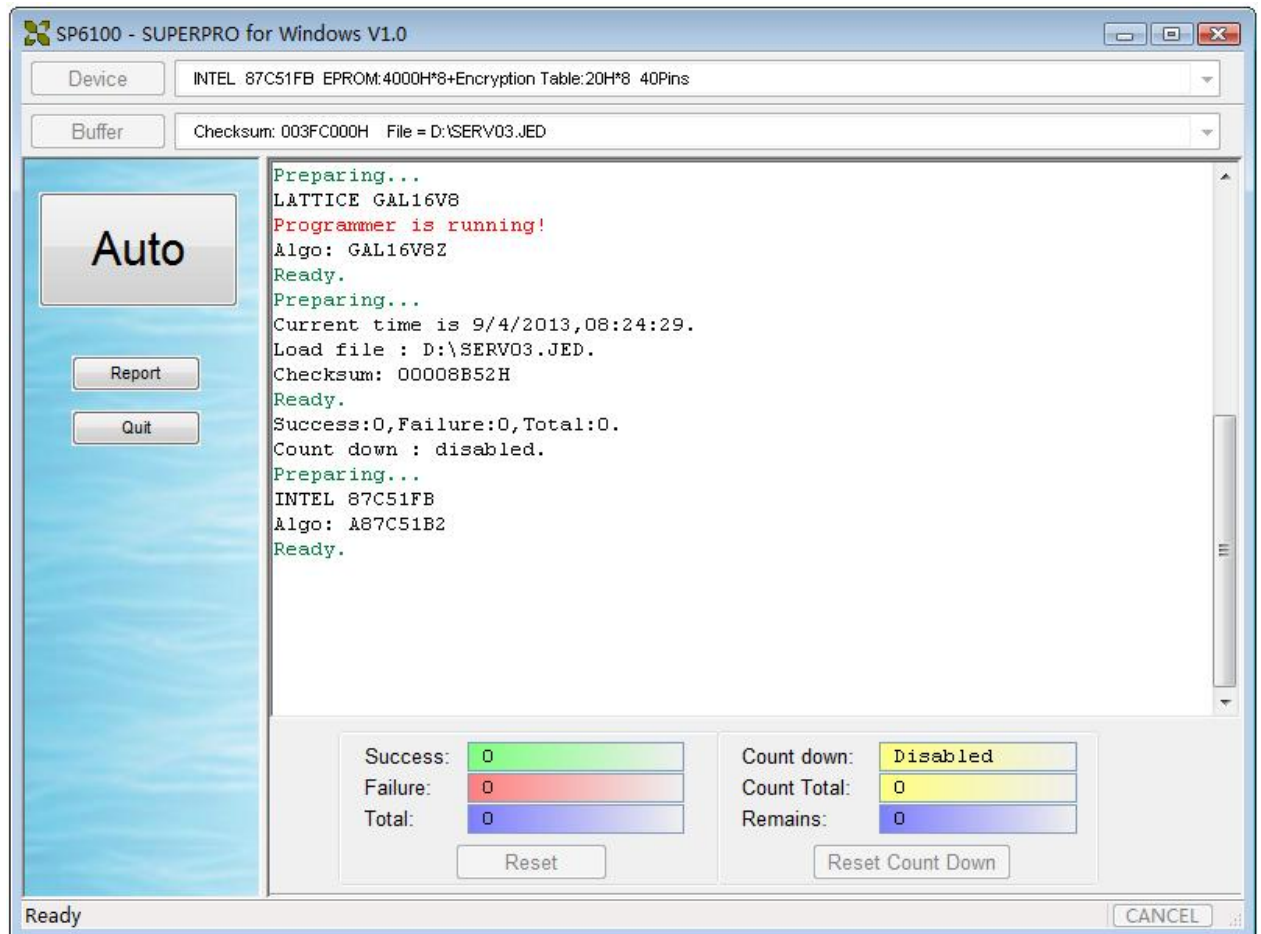 SP6100 - SUPERPRO for Windows V1.0
Device INTEL 87C51FB EPROM:4000H*8+Encryption Table:20H*8 40Pins
Buffer Checksum: 003FC000H File = D:\SERV03.JED
Auto
Report
Quit
Preparing...
LATTICE GAL16V8
Programmer is running!
Algo: GAL16V8Z
Ready.
Preparing...
Current time is 9/4/2013,08:24:29.
Load file : D:\SERV03.JED.
Checksum: 00008B52H
Ready.
Success:0,Failure:0,Total:0.
Count down : disabled.
Preparing...
INTEL 87C51FB
Algo: A87C51B2
Ready.
Success: 0
Failure: 0
Total: 0
Reset
Count down: Disabled
Count Total: 0
Remains: 0
Reset Count Down
Ready
CANCEL